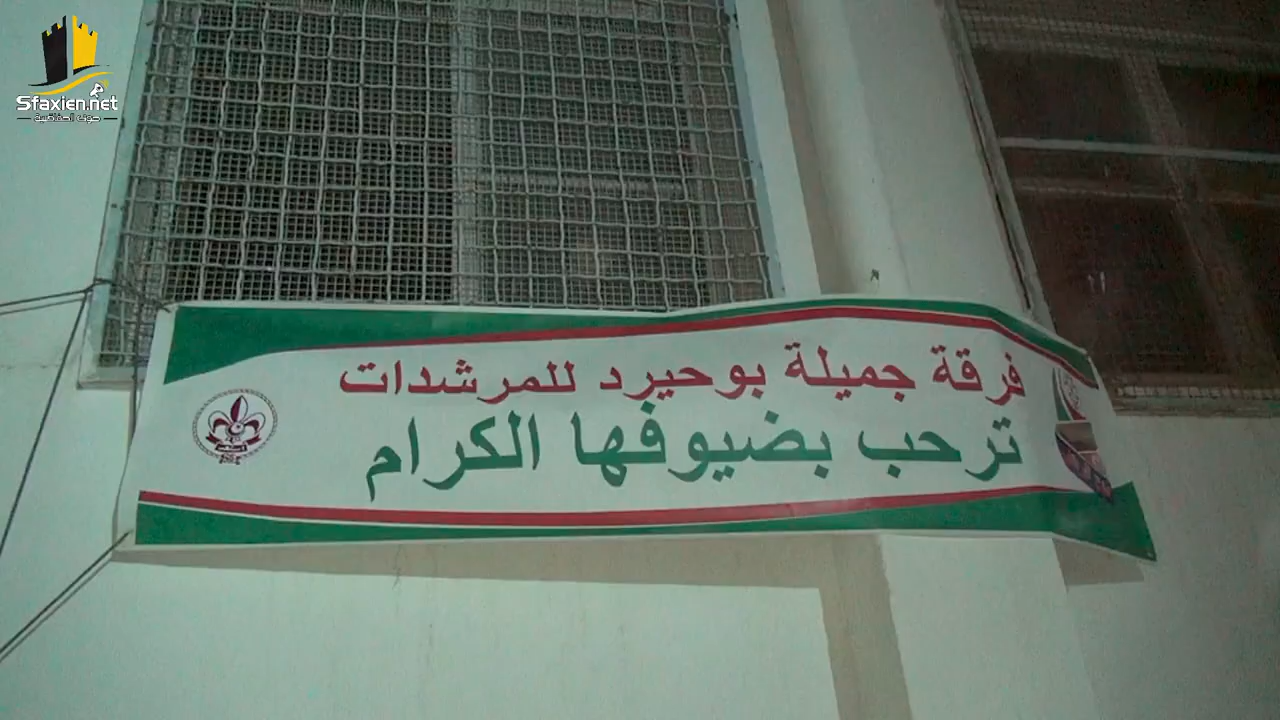 Sfaxien.net
فرقة جميلة بوحيرد للمرشدات
ترحب بضيوفها الكرام